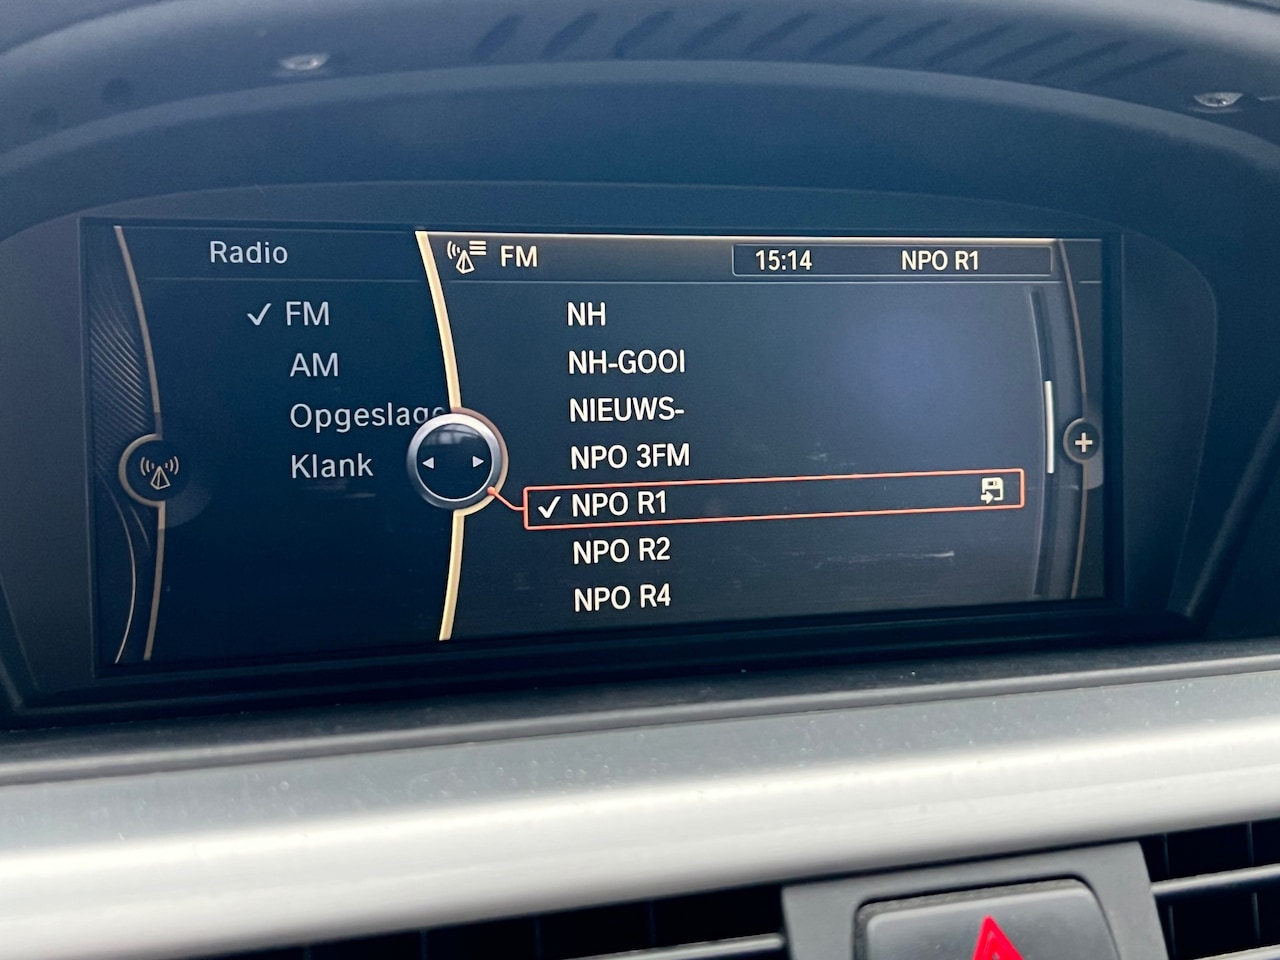 Radio
FM
15:14
NPO R1
✓ FM
AM
Opgeslage
Klank
NH
NH-GOOI
NIEUWS-
NPO 3FM
✓ NPO R1
NPO R2
NPO R4